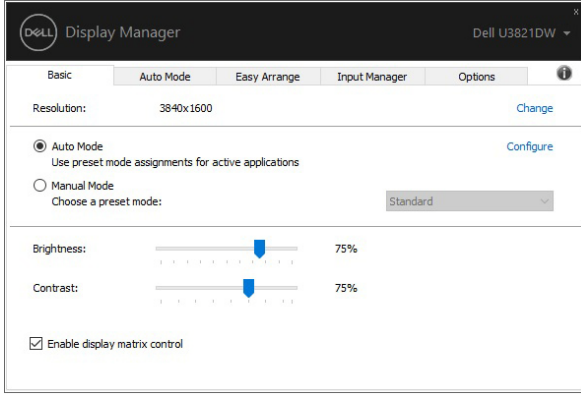 DELL Display Manager
Dell U3821DW
Basic Auto Mode Easy Arrange Input Manager Options
Resolution: 3840x1600 Change
Auto Mode Configure
Use preset mode assignments for active applications
Manual Mode
Choose a preset mode: Standard
Brightness: 75%
Contrast: 75%
Enable display matrix control